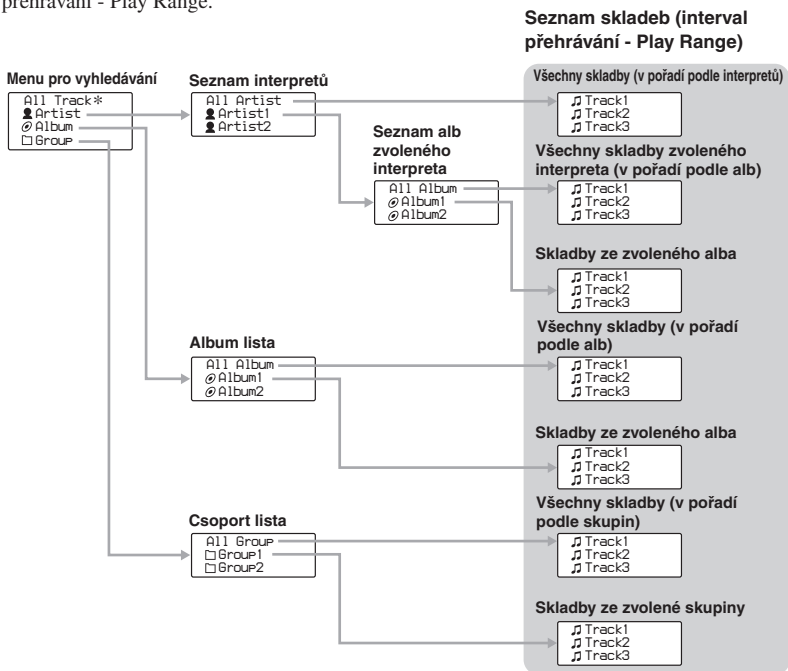 přehrávání - Play Range.
Seznam skladeb (interval
přehrávání - Play Range)
Menu pro vyhledávání
All Track*
Artist
Album
Group
Seznam interpretů
All Artist
Artist1
Artist2
Seznam alb
zvoleného
interpreta
All Album
Album1
Album2
Všechny skladby (v pořadí podle interpretů)
Track1
Track2
Track3
Všechny skladby zvoleného
interpreta (v pořadí podle alb)
Track1
Track2
Track3
Skladby ze zvoleného alba
Track1
Track2
Track3
Album lista
All Album
Album1
Album2
Všechny skladby (v pořadí
podle alb)
Track1
Track2
Track3
Skladby ze zvoleného alba
Track1
Track2
Track3
Csoport lista
All Group
Group1
Group2
Všechny skladby (v pořadí
podle skupin)
Track1
Track2
Track3
Skladby ze zvolené skupiny
Track1
Track2
Track3